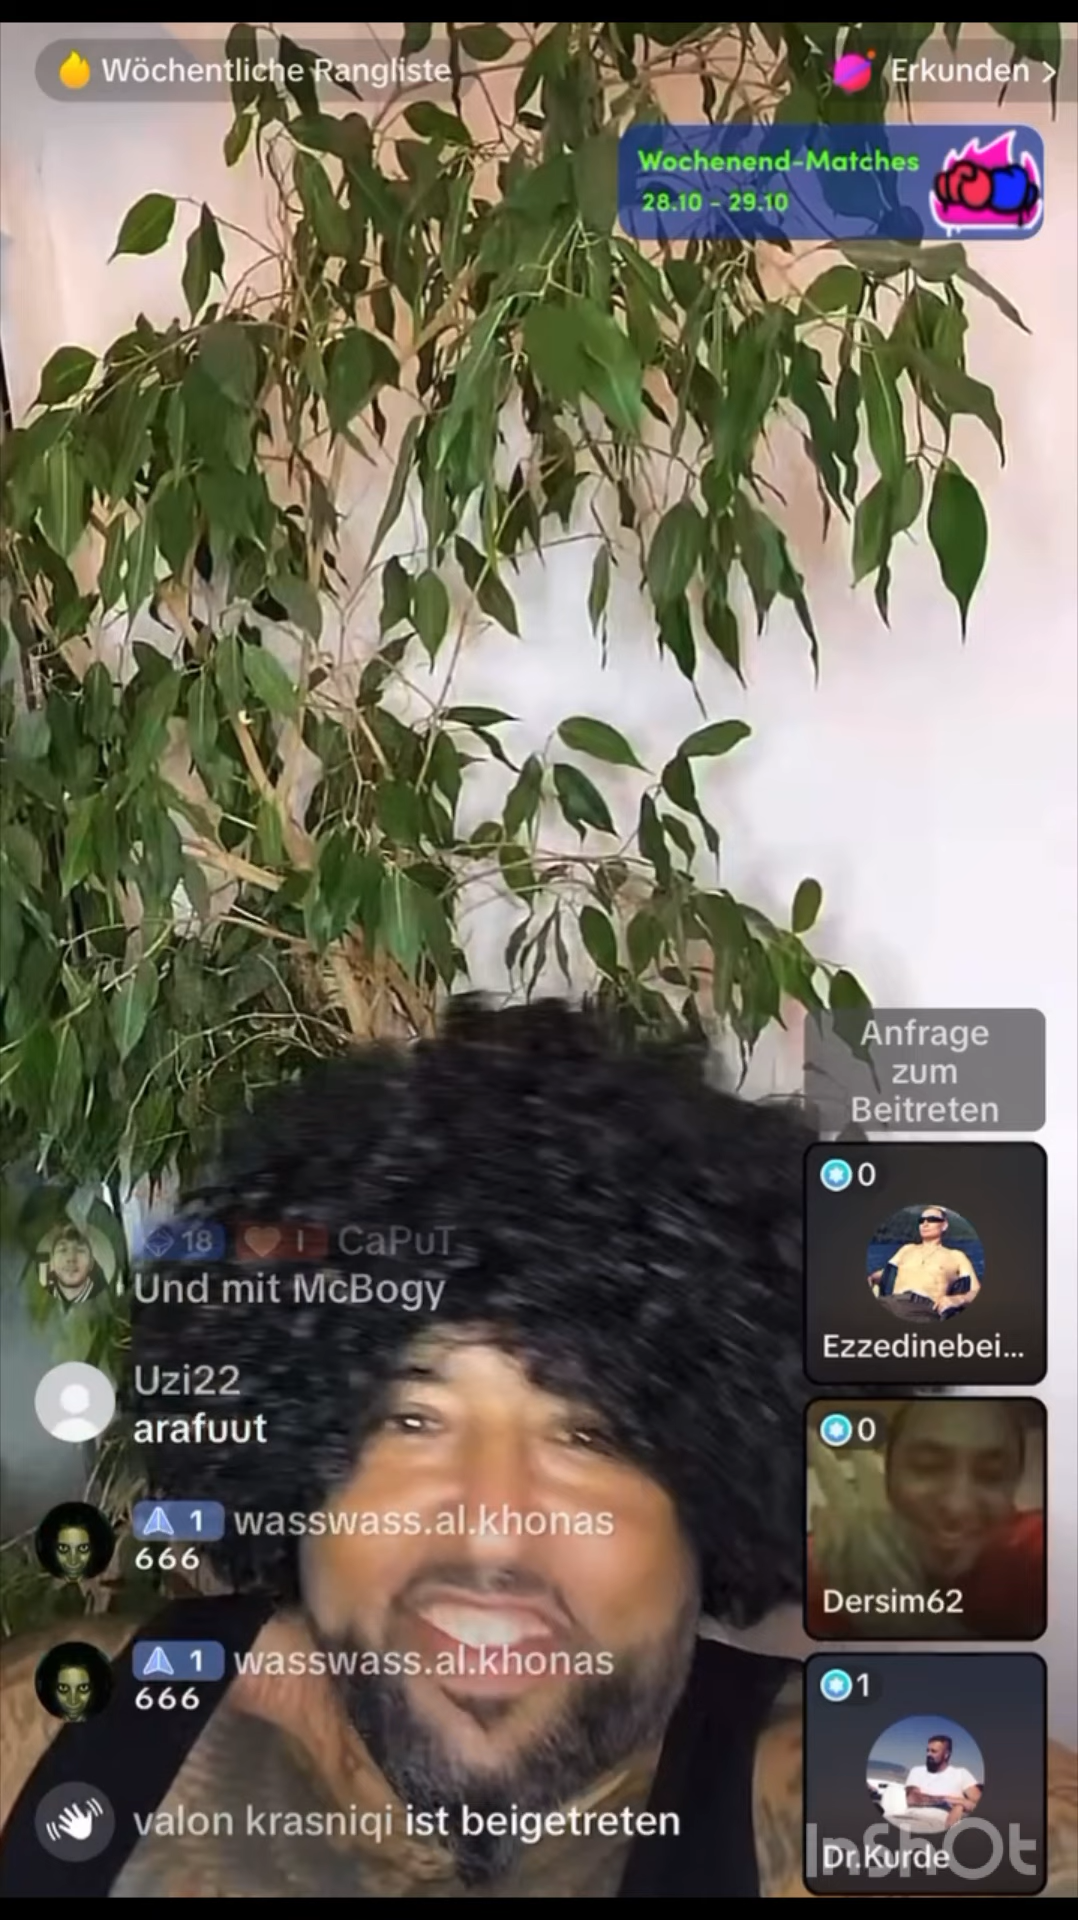 Wöchentliche Rangliste
Erkunden >
Wochenend-Matches
28.10 - 29.10
Anfrage
zum
Beitreten
0
Ezzedinebei...
18 I CaPuT
Und mit McBogy
Uzi22
arafuut
0
Dersim62
1 wasswass.al.khonas
666
1 wasswass.al.khonas
666
1
Dr.Kurde
valon krasniqi ist beigetreten
InShOt